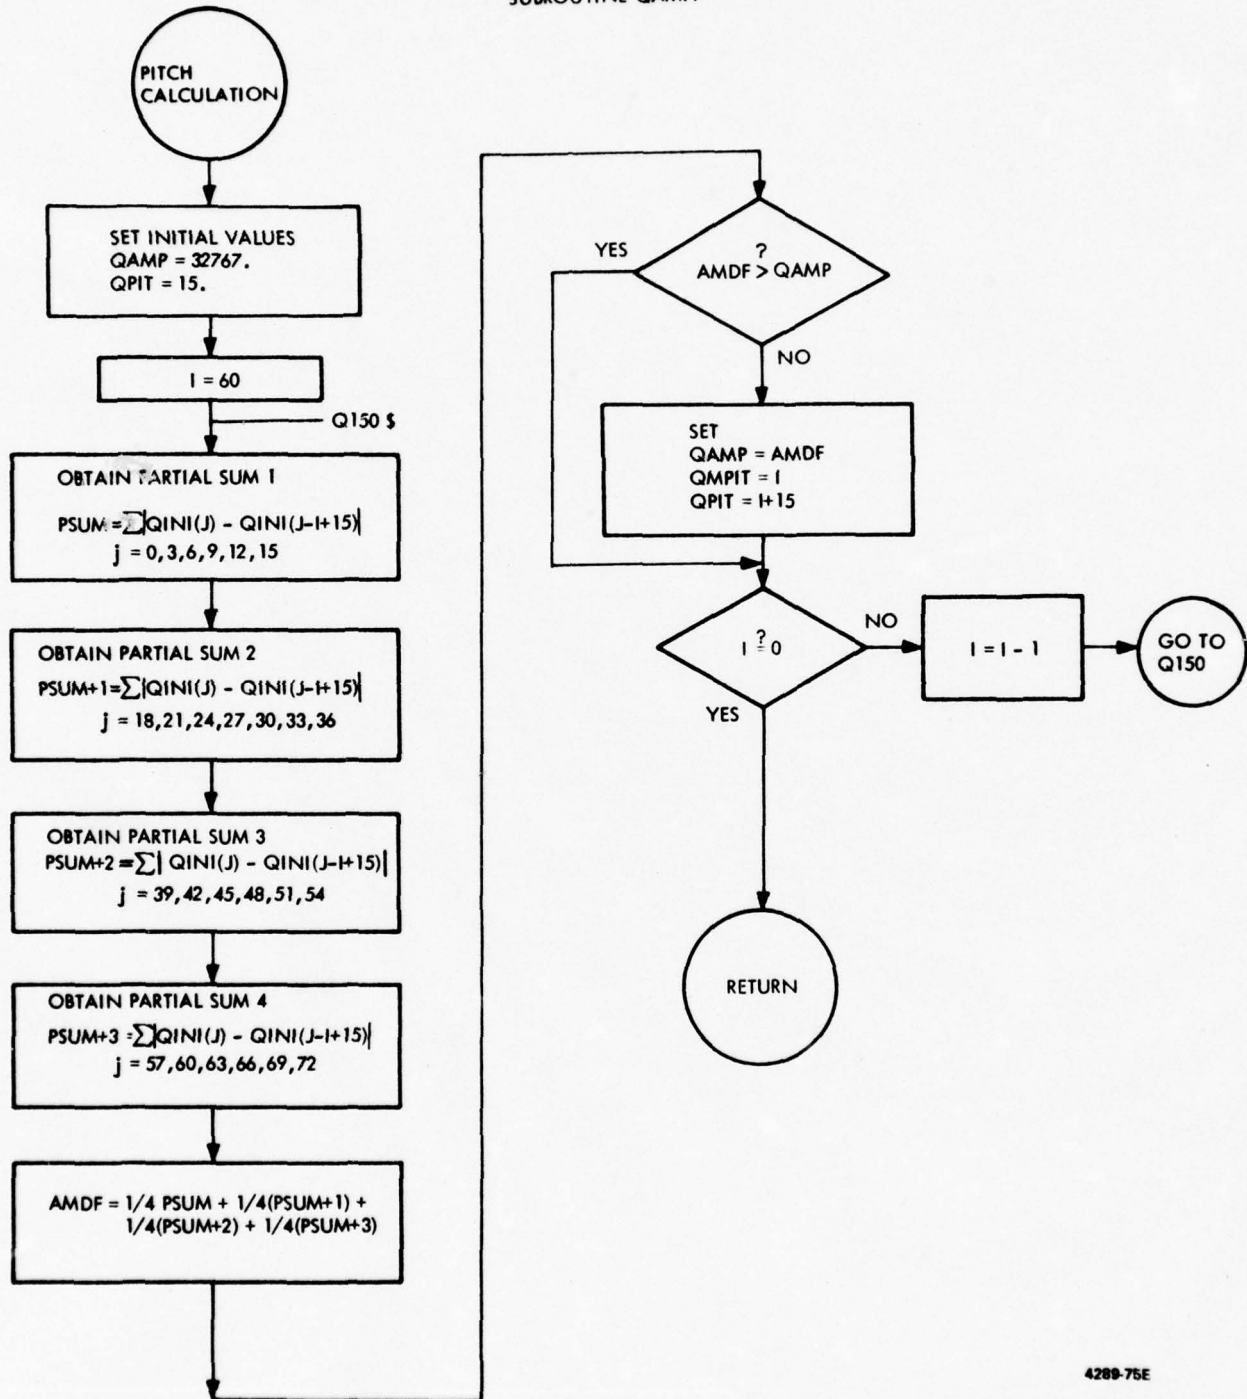 SUBROUTINE
PITCH
CALCULATION
SET INITIAL VALUES
QAMP = 32767.
QPIT = 15.
I = 60
Q150 $
OBTAIN PARTIAL SUM 1
PSUM = ∑|QINI(J) - QINI(J-I+15)|
j = 0,3,6,9,12,15
OBTAIN PARTIAL SUM 2
PSUM+1=∑|QINI(J) - QINI(J-I+15)|
j = 18,21,24,27,30,33,36
OBTAIN PARTIAL SUM 3
PSUM+2 =∑| QINI(J) - QINI(J-I+15)|
j = 39,42,45,48,51,54
OBTAIN PARTIAL SUM 4
PSUM+3 =∑|QINI(J) - QINI(J-I+15)|
j = 57,60,63,66,69,72
AMDF = 1/4 PSUM + 1/4(PSUM+1) +
1/4(PSUM+2) + 1/4(PSUM+3)
?
AMDF > QAMP
YES
NO
SET
QAMP = AMDF
QMPIT = I
QPIT = I+15
?
I = 0
NO
YES
I = I - 1
GO TO
Q150
RETURN
4289-75E